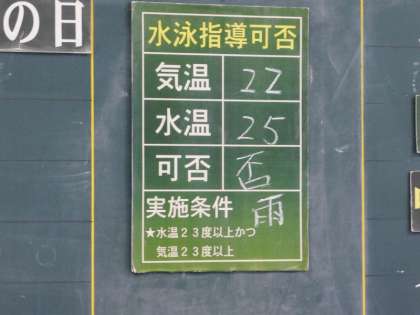 の日
水泳指導可否
気温 22
水温 25
可否 否
実施条件 雨
★水温23度以上かつ
気温23度以上